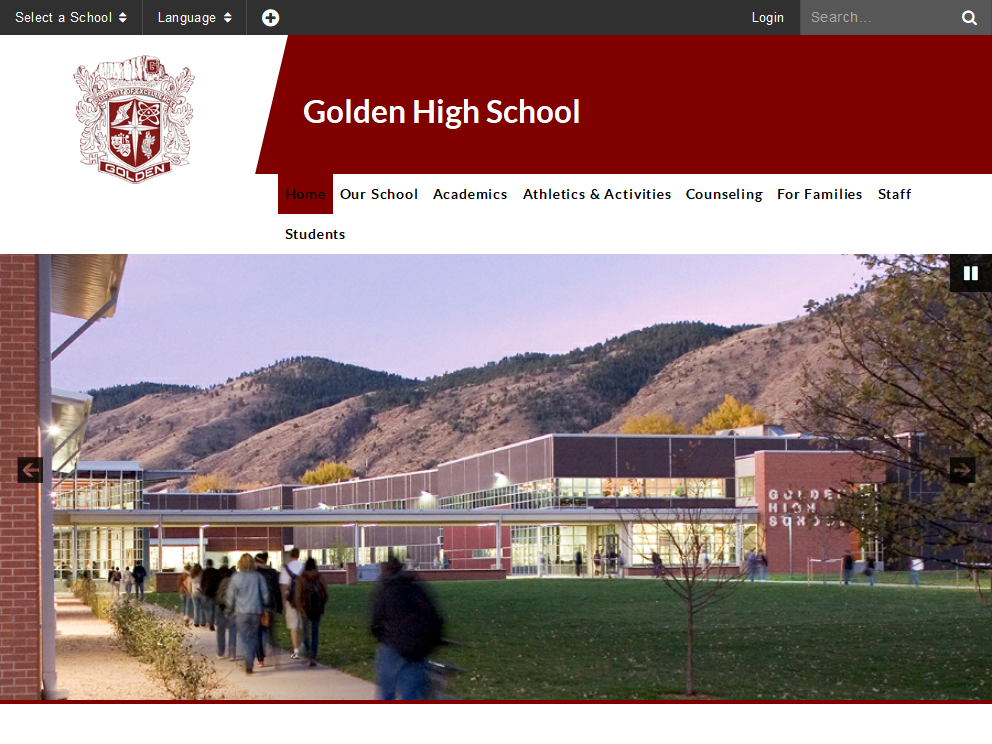 Select a School
Language
Login
Search...
GOLDEN
Golden High School
Home
Our School
Academics
Athletics & Activities
Counseling
For Families
Staff
Students
GOLDEN
HIGH
SCHOOL